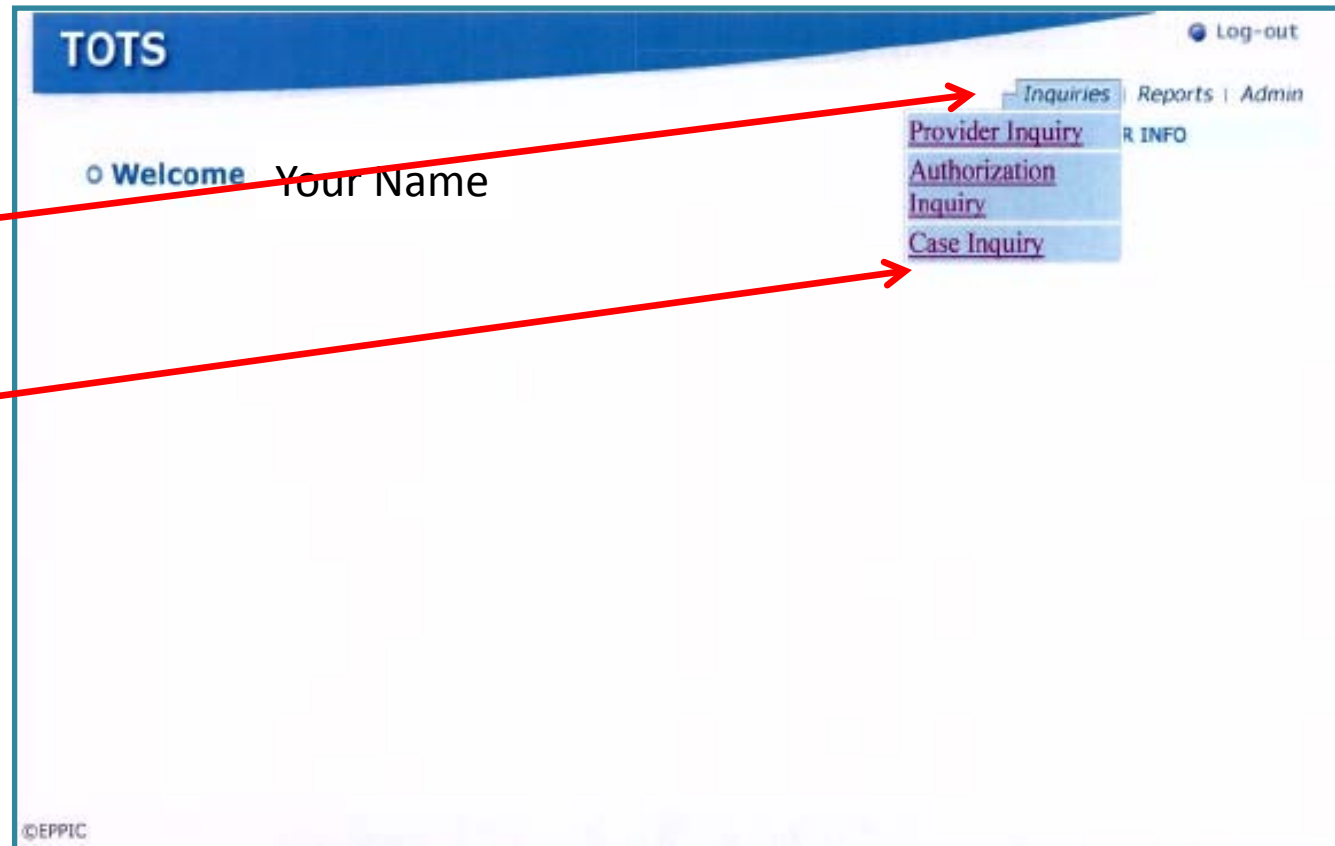 TOTS
Log-out
Inquiries | Reports | Admin
Provider Inquiry
R INFO
Welcome Your Name
Authorization
Inquiry
Case Inquiry
©EPPIC